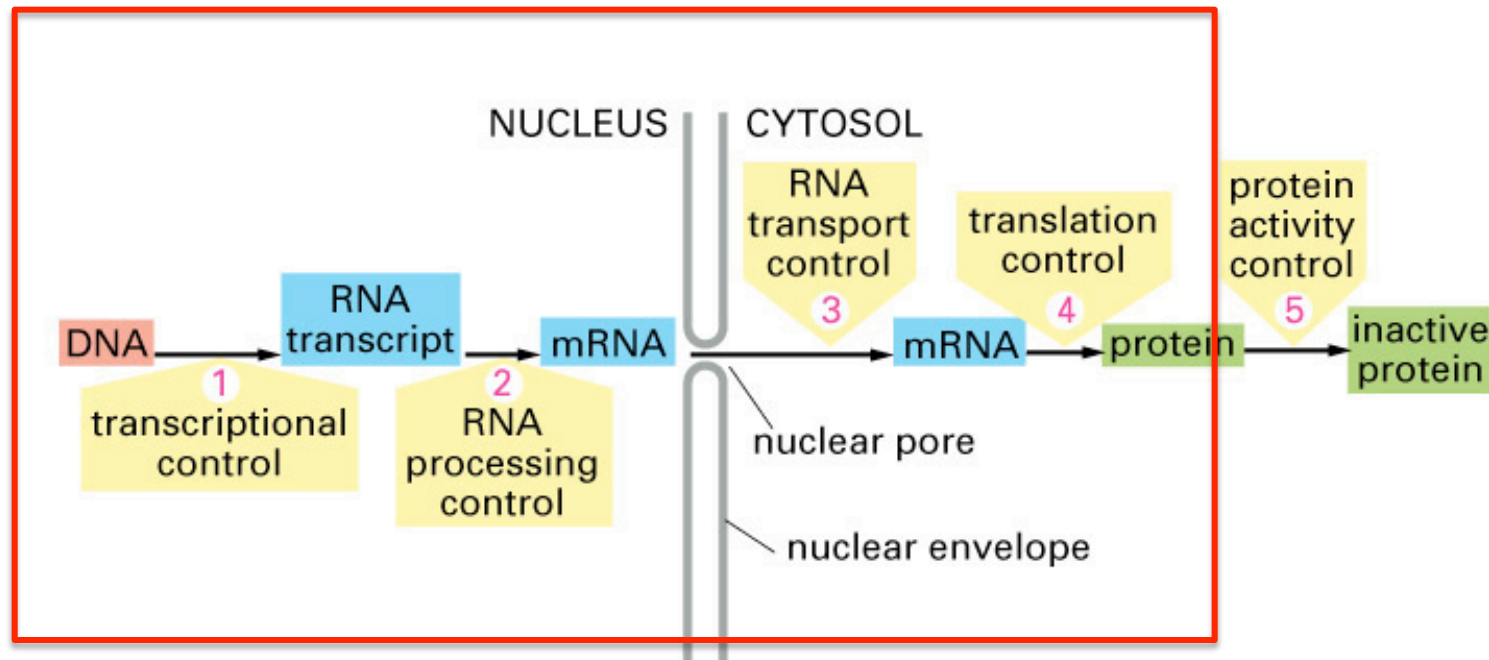 NUCLEUS
CYTOSOL
RNA
transport
control
3
translation
control
4
protein
activity
control
5
DNA
RNA
transcript
mRNA
mRNA
protein
inactive
protein
1
transcriptional
control
2
RNA
processing
control
nuclear pore
nuclear envelope